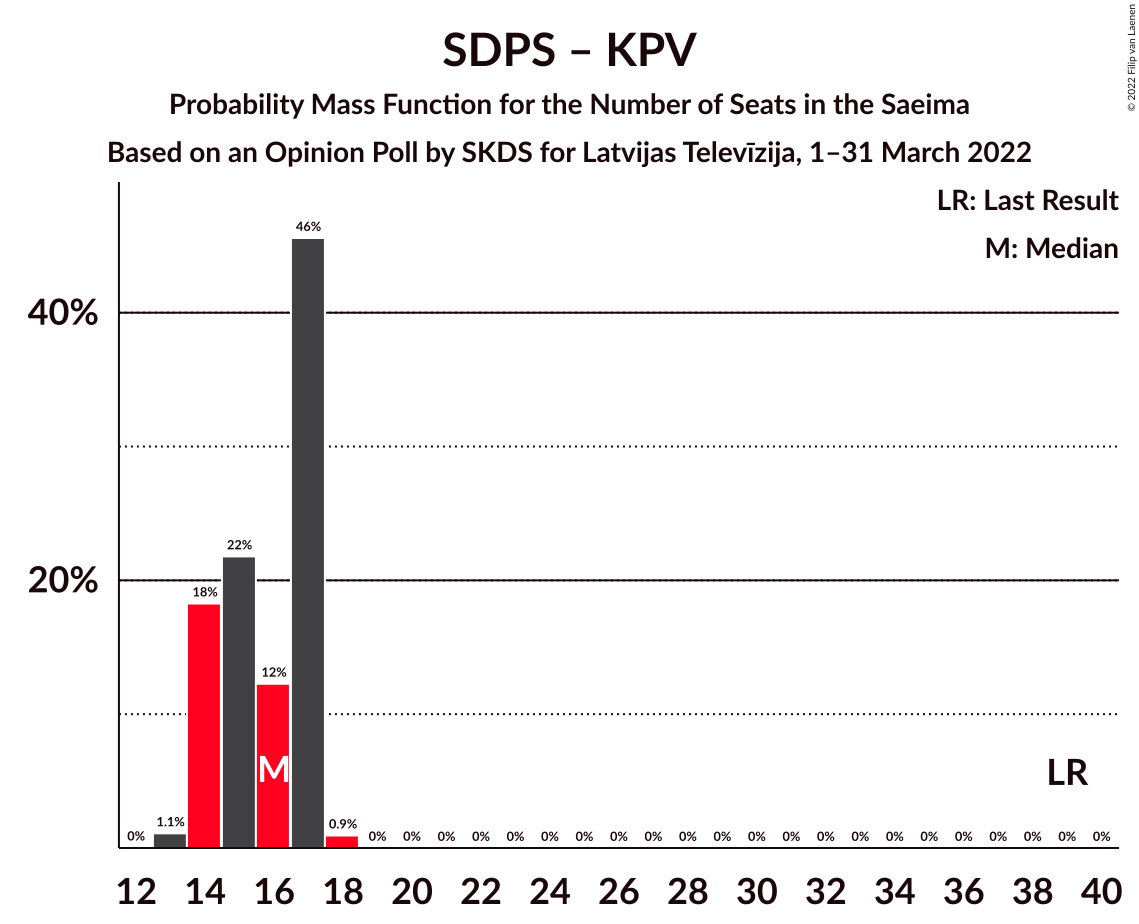 SDPS – KPV
Probability Mass Function for the Number of Seats in the Saeima
Based on an Opinion Poll by SKDS for Latvijas Televīzija, 1–31 March 2022
© 2022 Filip van Laenen
LR: Last Result
M: Median
46%
40%
22%
20%
18%
12%
M
LR
0% 1.1% 0.9% 0% 0% 0% 0% 0% 0% 0% 0% 0% 0% 0% 0% 0% 0% 0% 0% 0% 0% 0% 0% 0% 0%
12 14 16 18 20 22 24 26 28 30 32 34 36 38 40